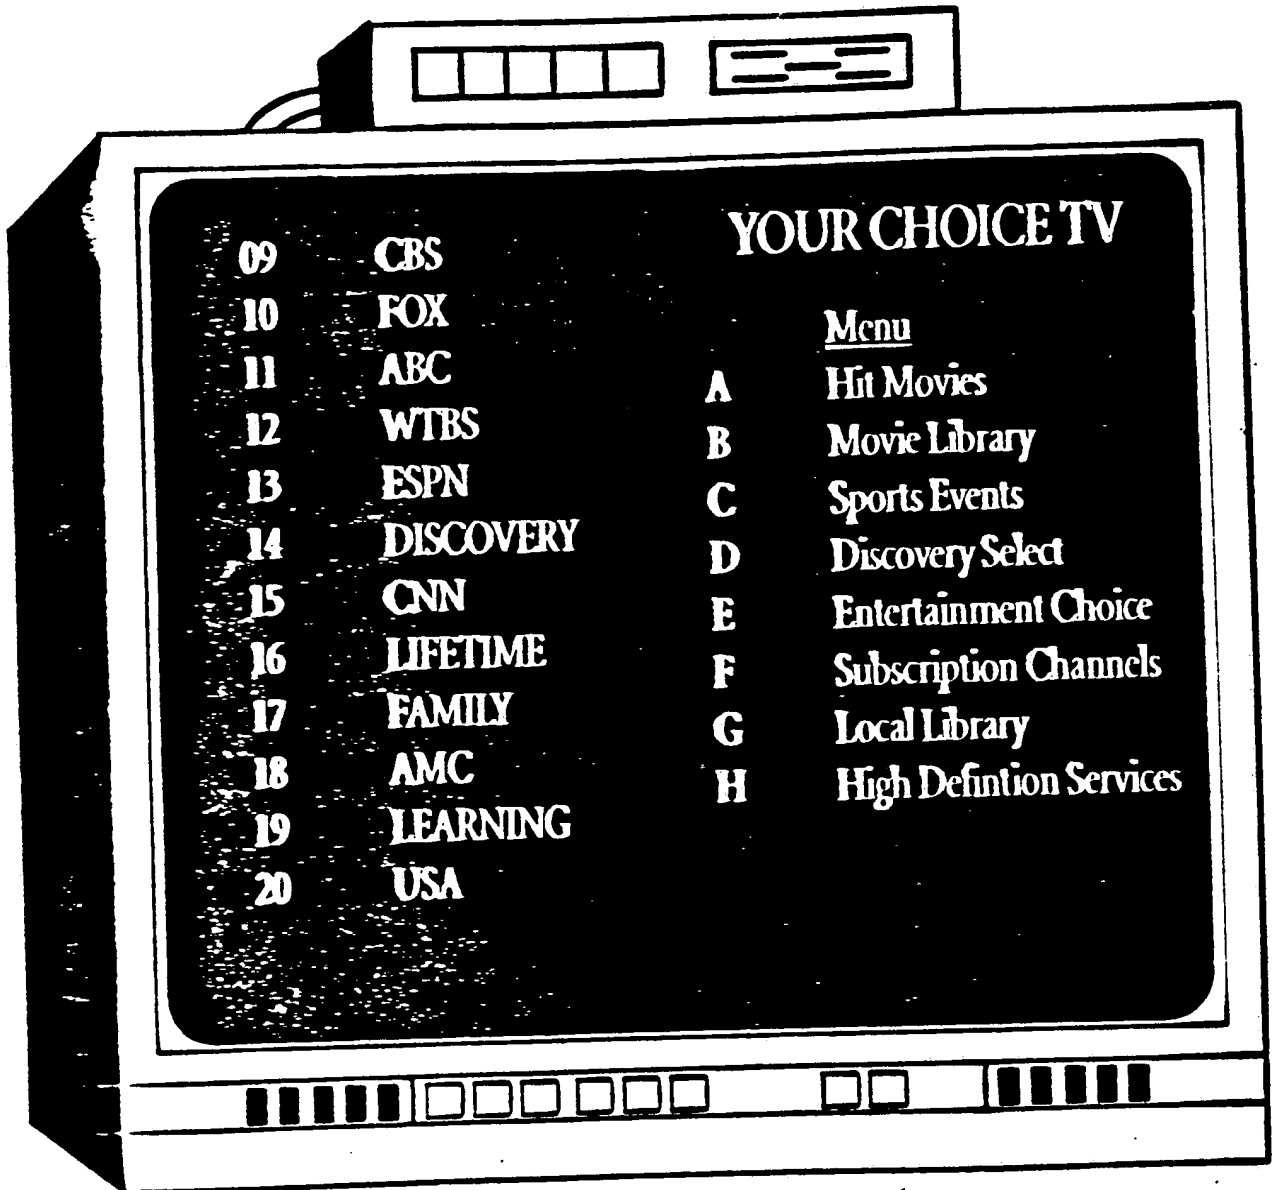 YOUR CHOICE TV
09 CBS
10 FOX
11 ABC
12 WTBS
13 ESPN
14 DISCOVERY
15 CNN
16 LIFETIME
17 FAMILY
18 AMC
19 LEARNING
20 USA
Menu
A Hit Movies
B Movie Library
C Sports Events
D Discovery Select
E Entertainment Choice
F Subscription Channels
G Local Library
H High Defintion Services